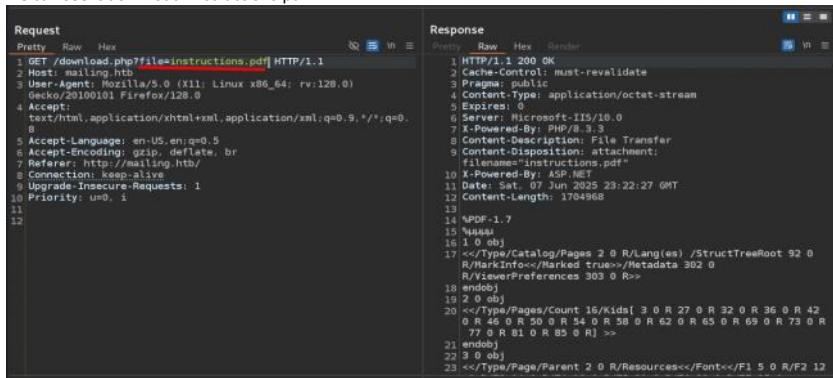 Request
Pretty Raw Hex
1 GET /download.php?file=instructions.pdf HTTP/1.1
2 Host: mailing.htb
3 User-Agent: Mozilla/5.0 (X11; Linux x86_64; rv:128.0)
Gecko/20100101 Firefox/128.0
4 Accept:
text/html,application/xhtml+xml,application/xml;q=0.9,*/*;q=0.
8
5 Accept-Language: en-US,en;q=0.5
6 Accept-Encoding: gzip, deflate, br
7 Referer: http://mailing.htb/
8 Connection: keep-alive
9 Upgrade-Insecure-Requests: 1
10 Priority: u=0, i
11
12
Response
Pretty Raw Hex Render
1 HTTP/1.1 200 OK
2 Cache-Control: must-revalidate
3 Pragma: public
4 Content-Type: application/octet-stream
5 Expires: 0
6 Server: Microsoft-IIS/10.0
7 X-Powered-By: PHP/8.3.3
8 Content-Description: File Transfer
9 Content-Disposition: attachment;
filename="instructions.pdf"
10 X-Powered-By: ASP.NET
11 Date: Sat, 07 Jun 2025 23:22:27 GMT
12 Content-Length: 1704968
13
14 %PDF-1.7
15 %µµµµ
16 1 0 obj
17 <</Type/Catalog/Pages 2 0 R/Lang(es) /StructTreeRoot 92 0
R/MarkInfo<</Marked true>>/Metadata 302 0
R/ViewerPreferences 303 0 R>>
18 endobj
19 2 0 obj
20 <</Type/Pages/Count 16/Kids[ 3 0 R 27 0 R 32 0 R 36 0 R 42
0 R 46 0 R 50 0 R 54 0 R 58 0 R 62 0 R 65 0 R 69 0 R 73 0 R
77 0 R 81 0 R 85 0 R] >>
21 endobj
22 3 0 obj
23 <</Type/Page/Parent 2 0 R/Resources<</Font<</F1 5 0 R/F2 12